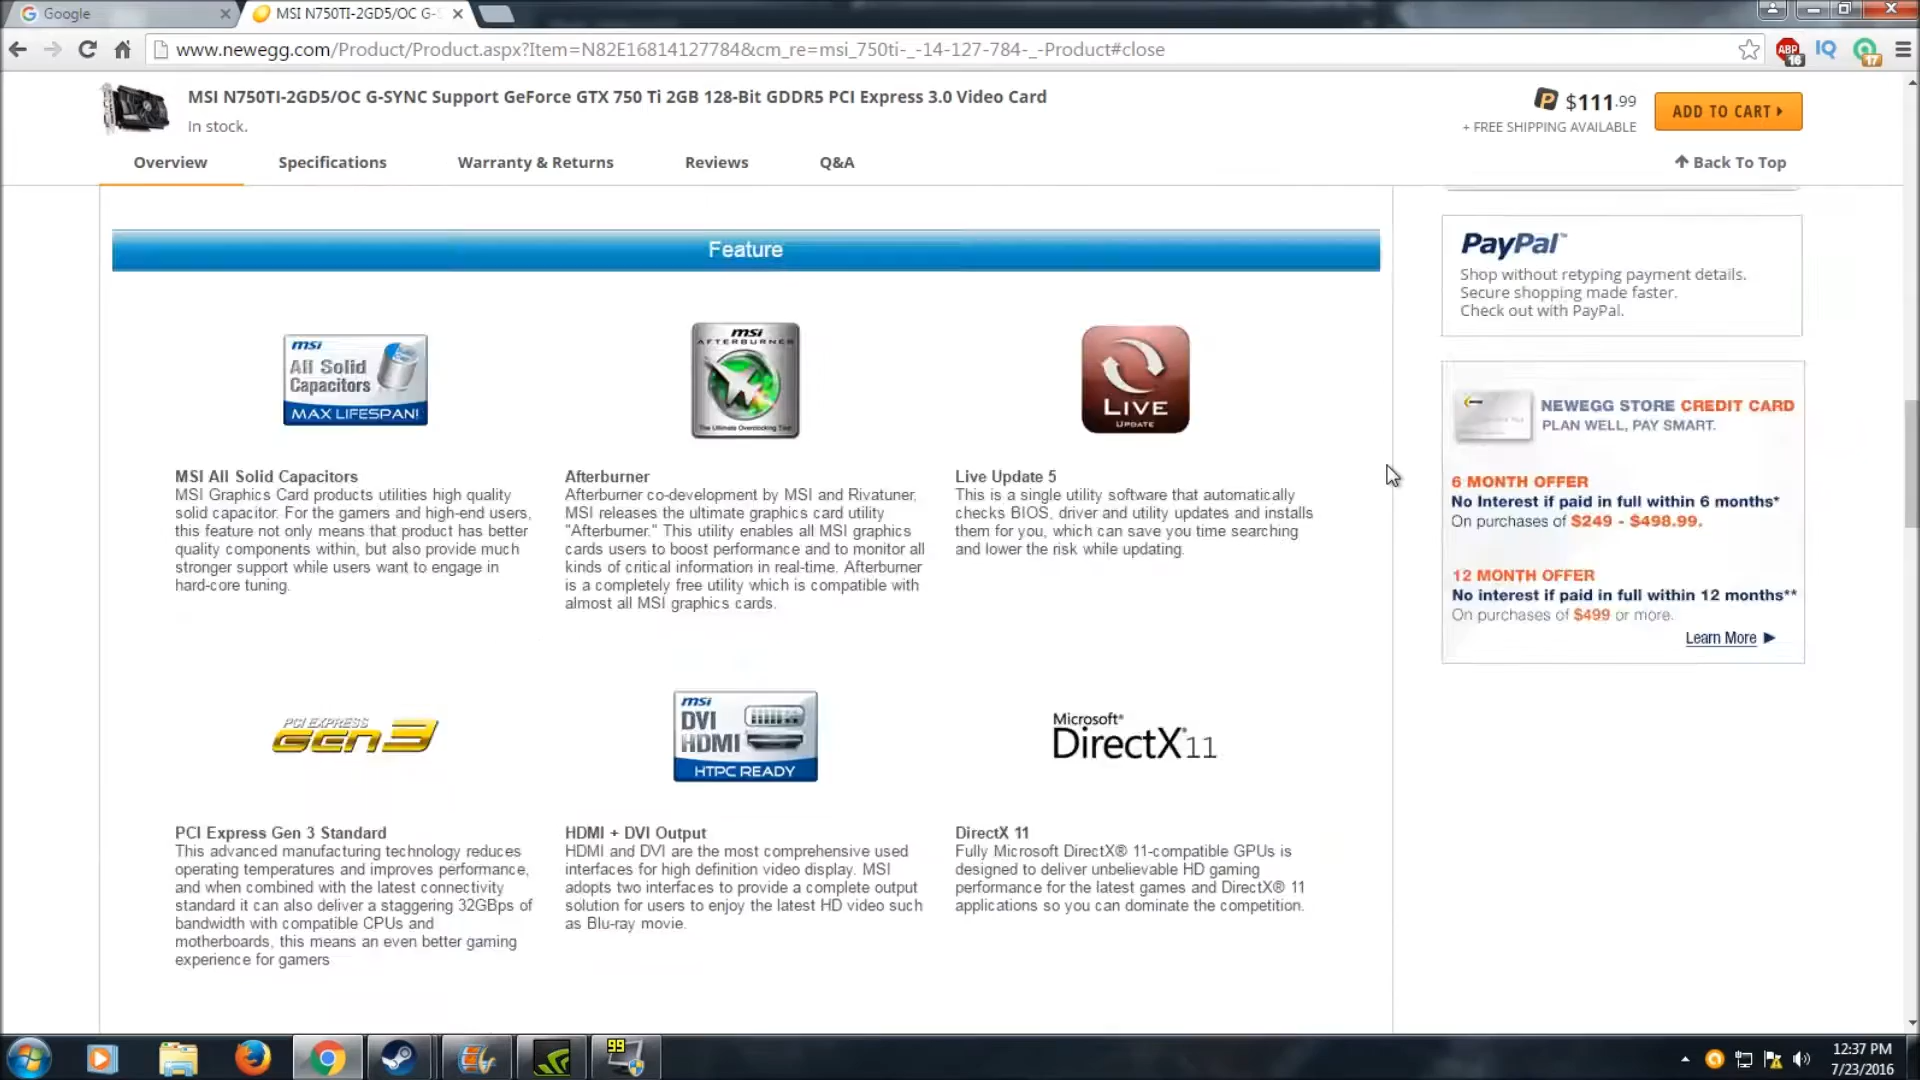 Google
MSI N750TI-2GD5/OC G-
www.newegg.com/Product/Product.aspx?Item=N82E16814127784&cm_re=msi_750ti-_-14-127-784-_-Product#close
ABP
16
IQ
17
MSI N750TI-2GD5/OC G-SYNC Support GeForce GTX 750 Ti 2GB 128-Bit GDDR5 PCI Express 3.0 Video Card
In stock.
$111.99
+ FREE SHIPPING AVAILABLE
ADD TO CART
Overview
Specifications
Warranty & Returns
Reviews
Q&A
Back To Top
Feature
msi
All Solid
Capacitors
MAX LIFESPAN!
msi
AFTERBURNER
The Ultimate Overclocking Tool
LIVE
UPDATE
MSI All Solid Capacitors
MSI Graphics Card products utilities high quality
solid capacitor. For the gamers and high-end users,
this feature not only means that product has better
quality components within, but also provide much
stronger support while users want to engage in
hard-core tuning.
Afterburner
Afterburner co-development by MSI and Rivatuner.
MSI releases the ultimate graphics card utility
"Afterburner." This utility enables all MSI graphics
cards users to boost performance and to monitor all
kinds of critical information in real-time. Afterburner
is a completely free utility which is compatible with
almost all MSI graphics cards.
Live Update 5
This is a single utility software that automatically
checks BIOS, driver and utility updates and installs
them for you, which can save you time searching
and lower the risk while updating.
PCI EXPRESS
Gen 3
msi
DVI
HDMI
HTPC READY
Microsoft®
DirectX® 11
PCI Express Gen 3 Standard
This advanced manufacturing technology reduces
operating temperatures and improves performance,
and when combined with the latest connectivity
standard it can also deliver a staggering 32GBps of
bandwidth with compatible CPUs and
motherboards, this means an even better gaming
experience for gamers
HDMI + DVI Output
HDMI and DVI are the most comprehensive used
interfaces for high definition video display. MSI
adopts two interfaces to provide a complete output
solution for users to enjoy the latest HD video such
as Blu-ray movie.
DirectX 11
Fully Microsoft DirectX® 11-compatible GPUs is
designed to deliver unbelievable HD gaming
performance for the latest games and DirectX® 11
applications so you can dominate the competition.
PayPal™
Shop without retyping payment details.
Secure shopping made faster.
Check out with PayPal.
NEWEGG STORE CREDIT CARD
PLAN WELL, PAY SMART.
6 MONTH OFFER
No Interest if paid in full within 6 months*
On purchases of $249 - $498.99.
12 MONTH OFFER
No interest if paid in full within 12 months**
On purchases of $499 or more.
Learn More
99
12:37 PM
7/23/2016